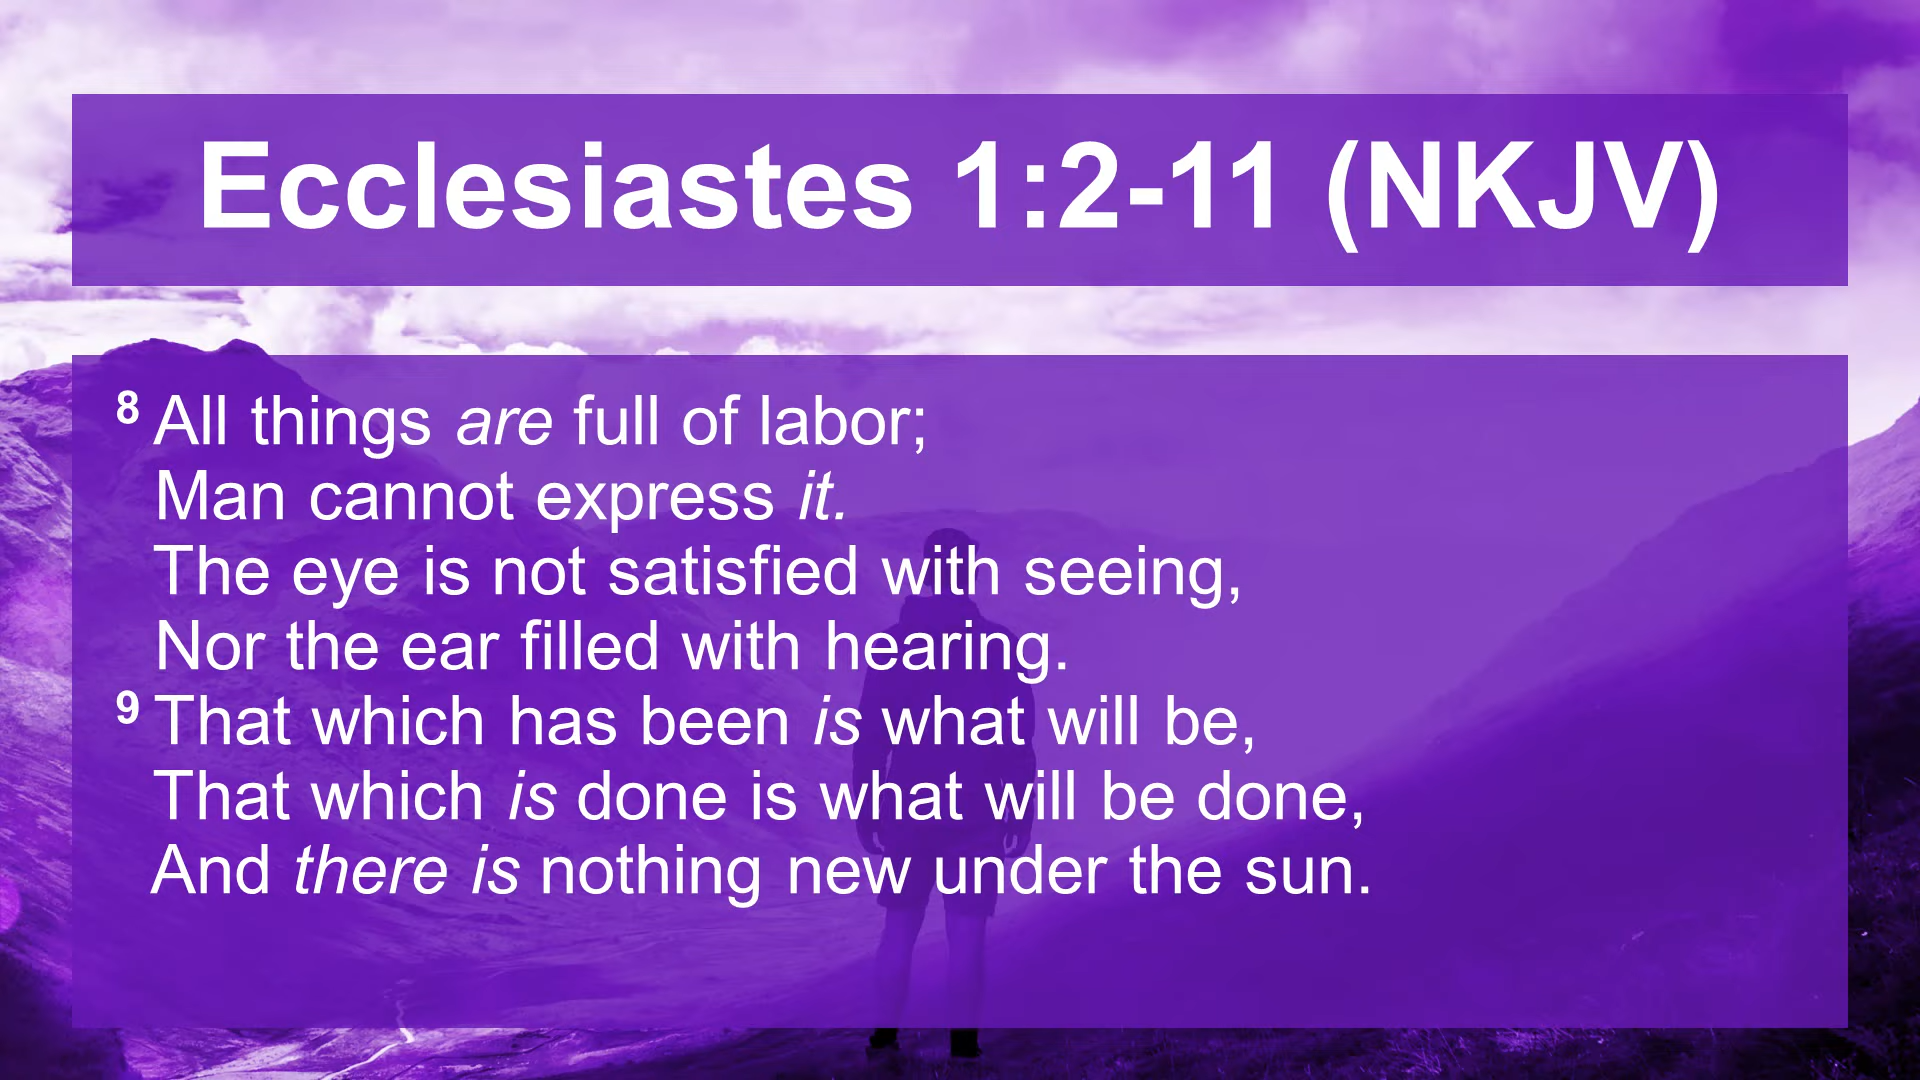 Ecclesiastes 1:2-11 (NKJV)
8 All things are full of labor;
Man cannot express it.
The eye is not satisfied with seeing,
Nor the ear filled with hearing.
9 That which has been is what will be,
That which is done is what will be done,
And there is nothing new under the sun.